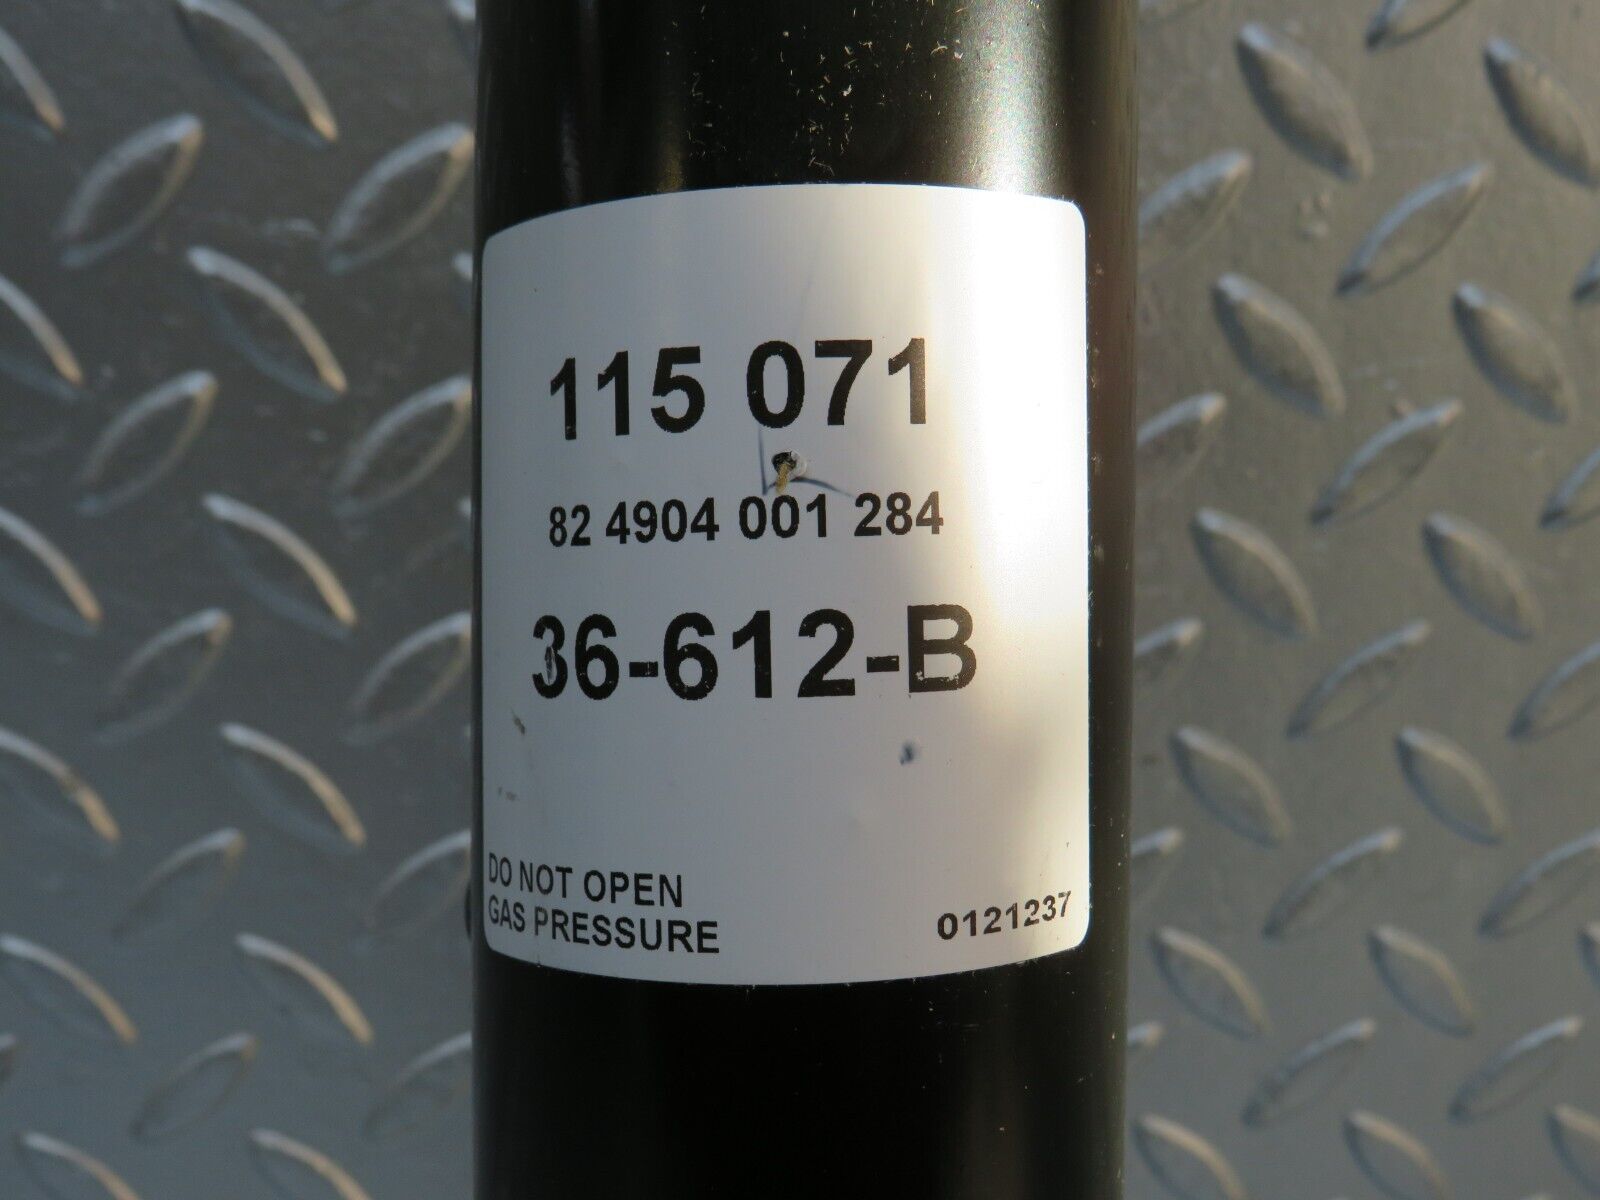 115 071
82 4904 001 284
36-612-B
DO NOT OPEN
GAS PRESSURE
0121237